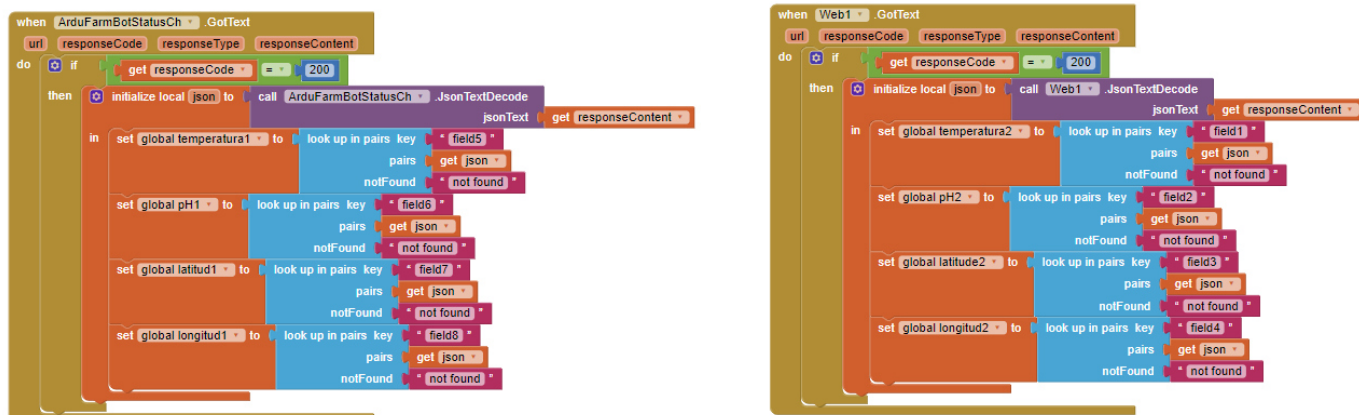 when ArduFarmBotStatusCh .GotText
url responseCode responseType responseContent
do if get responseCode = 200
then initialize local json to call ArduFarmBotStatusCh .JsonTextDecode
jsonText get responseContent
in set global temperatura1 to look up in pairs key " field5 "
pairs get json
notFound " not found "
set global pH1 to look up in pairs key " field6 "
pairs get json
notFound " not found "
set global latitud1 to look up in pairs key " field7 "
pairs get json
notFound " not found "
set global longitud1 to look up in pairs key " field8 "
pairs get json
notFound " not found "
when Web1 .GotText
url responseCode responseType responseContent
do if get responseCode = 200
then initialize local json to call Web1 .JsonTextDecode
jsonText get responseContent
in set global temperatura2 to look up in pairs key " field1 "
pairs get json
notFound " not found "
set global pH2 to look up in pairs key " field2 "
pairs get json
notFound " not found "
set global latitude2 to look up in pairs key " field3 "
pairs get json
notFound " not found "
set global longitud2 to look up in pairs key " field4 "
pairs get json
notFound " not found "